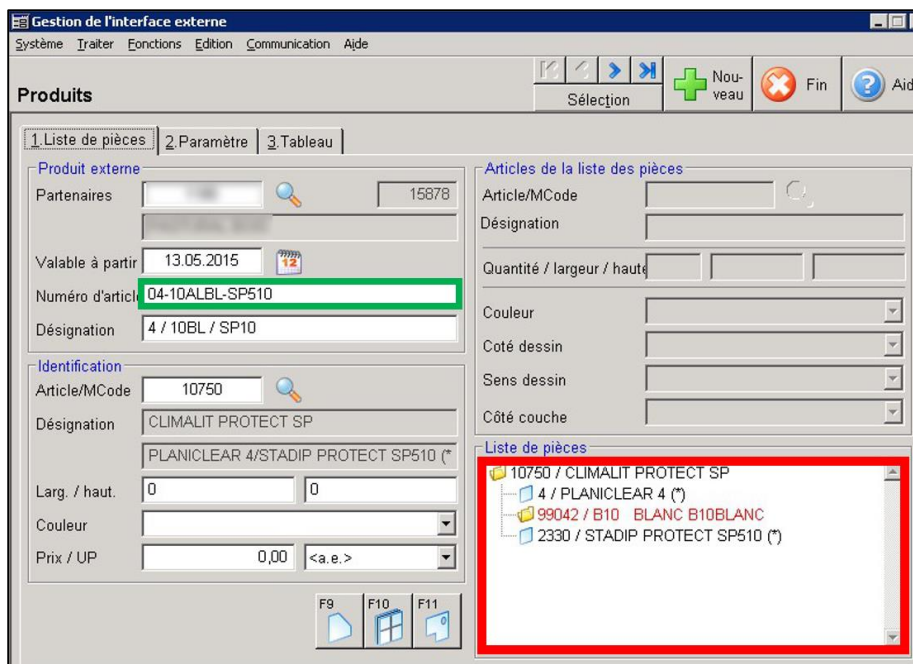 Gestion de l'interface externe
Système Traiter Fonctions Edition Communication Aide
Produits
Sélection
Nou-
veau
Fin
Aid
1.Liste de pièces
2.Paramètre
3.Tableau
Produit externe
Partenaires
15878
Valable à partir 13.05.2015 12
Numéro d'article 04-10ALBL-SP510
Désignation 4 / 10BL / SP10
Identification
Article/MCode 10750
Désignation CLIMALIT PROTECT SP
PLANICLEAR 4/STADIP PROTECT SP510 (*
Larg. / haut. 0 0
Couleur
Prix / UP 0,00 <a.e.>
F9 F10 F11
Articles de la liste des pièces
Article/MCode
Désignation
Quantité / largeur / haute
Couleur
Coté dessin
Sens dessin
Côté couche
Liste de pièces
10750 / CLIMALIT PROTECT SP
4 / PLANICLEAR 4 (*)
99042 / B10 BLANC B10BLANC
2330 / STADIP PROTECT SP510 (*)